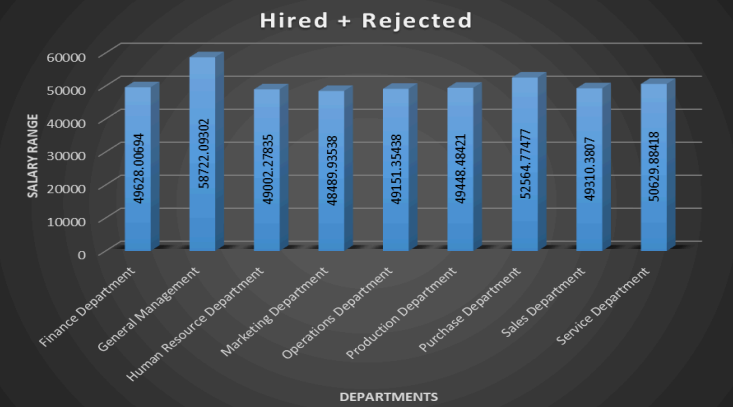 Hired + Rejected
SALARY RANGE
60000
50000
40000
30000
20000
10000
0
49628.00694
58722.09302
49002.27835
48489.93538
49151.35438
49448.48421
52564.77477
49310.3807
50629.88418
Finance Department
General Management
Human Resource Department
Marketing Department
Operations Department
Production Department
Purchase Department
Sales Department
Service Department
DEPARTMENTS